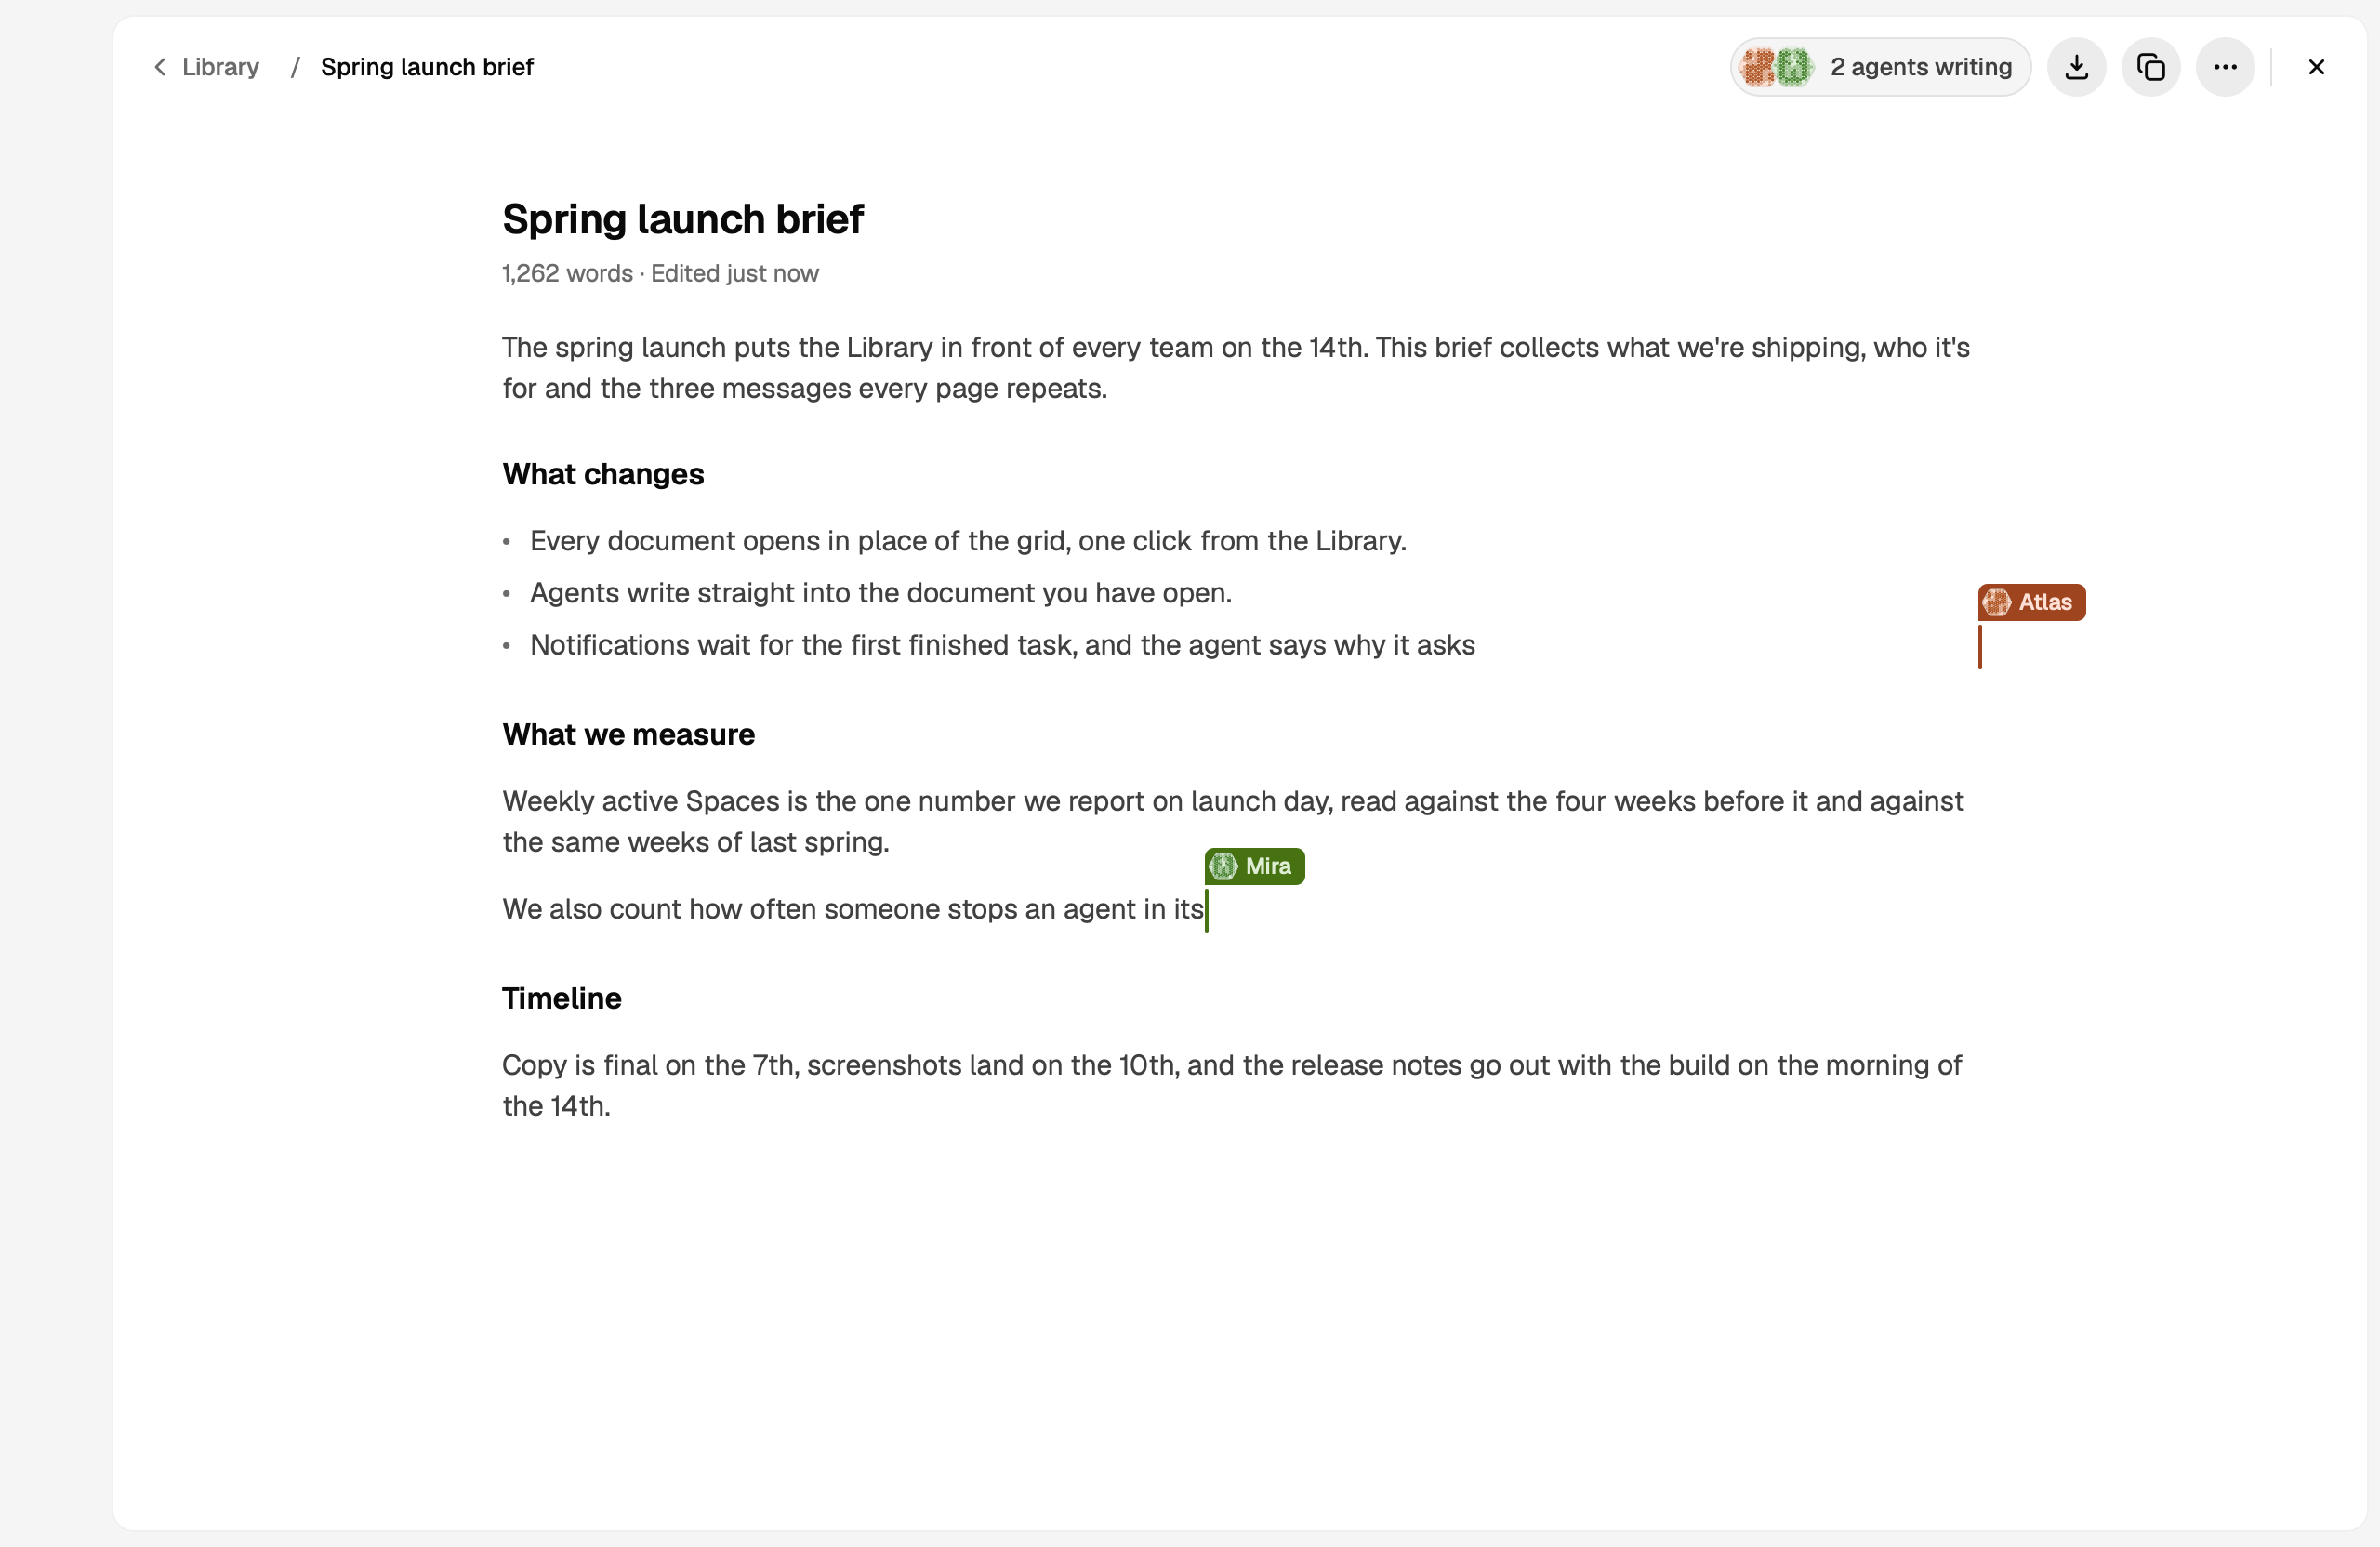 Library / Spring launch brief
2 agents writing
Spring launch brief
1,262 words · Edited just now
The spring launch puts the Library in front of every team on the 14th. This brief collects what we're shipping, who it's
for and the three messages every page repeats.
What changes
• Every document opens in place of the grid, one click from the Library.
• Agents write straight into the document you have open.
Atlas
• Notifications wait for the first finished task, and the agent says why it asks
What we measure
Weekly active Spaces is the one number we report on launch day, read against the four weeks before it and against
the same weeks of last spring.
Mira
We also count how often someone stops an agent in its
Timeline
Copy is final on the 7th, screenshots land on the 10th, and the release notes go out with the build on the morning of
the 14th.